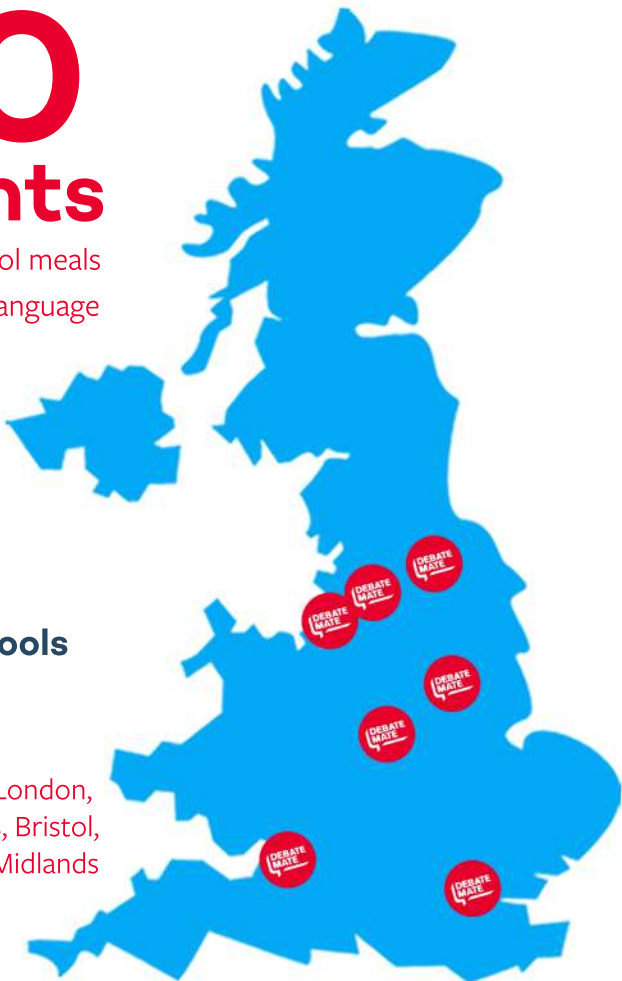 0
nts
ol meals
anguage
DEBATE
MATE
DEBATE
MATE
DEBATE
MATE
ools
DEBATE
MATE
DEBATE
MATE
London,
, Bristol,
Midlands
DEBATE
MATE
DEBATE
MATE